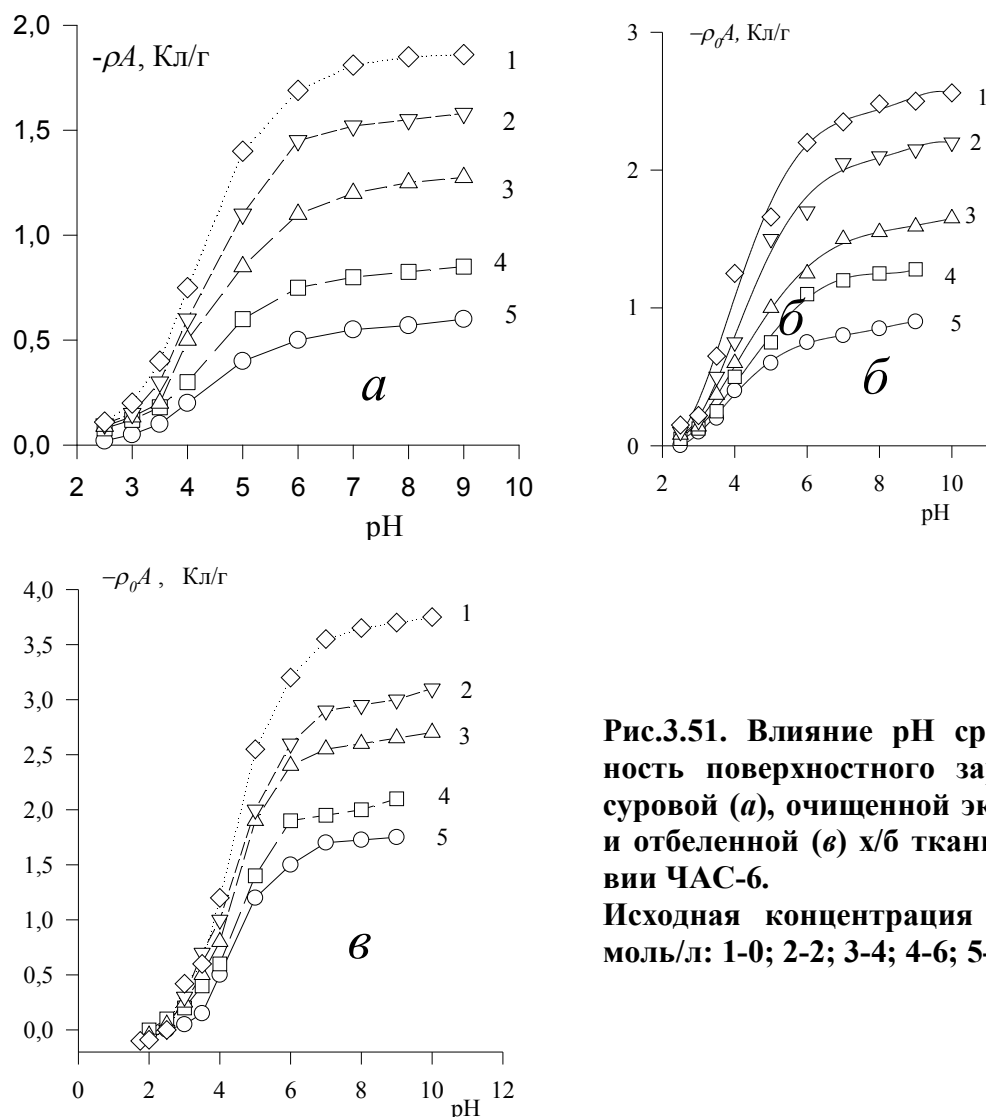 2,0
-ρA, Кл/г
1,5
1,0
0,5
0,0
1
2
3
4
5
а
2 3 4 5 6 7 8 9 10
pH
–ρ₀A, Кл/г
3
2
1
0
1
2
3
4
5
б
б
2 4 6 8 10
pH
–ρ₀A , Кл/г
4,0
3,5
3,0
2,5
2,0
1,5
1,0
0,5
0,0
1
2
3
4
5
в
0 2 4 6 8 10 12
pH
Рис.3.51. Влияние pH
ность поверхностного
суровой (а), очищенной
и отбеленной (в) х/б
вии ЧАС-6.
Исходная концентрация
моль/л: 1-0; 2-2; 3-4; 4-6; 5-